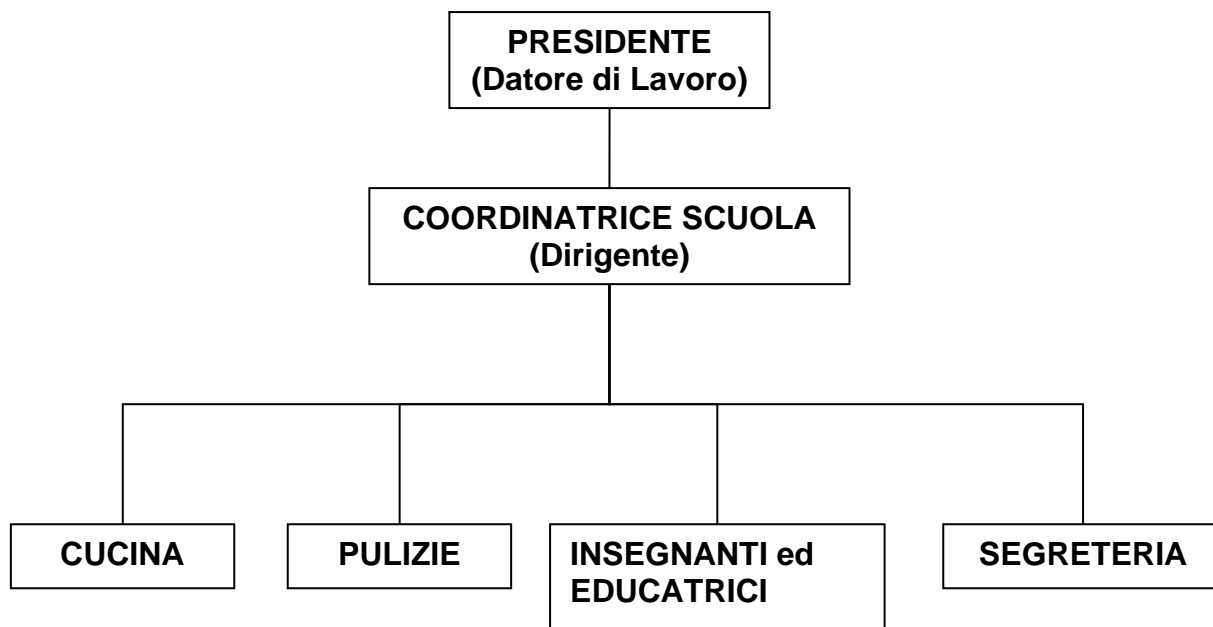 PRESIDENTE
(Datore di Lavoro)
COORDINATRICE SCUOLA
(Dirigente)
CUCINA
PULIZIE
INSEGNANTI ed
EDUCATRICI
SEGRETERIA